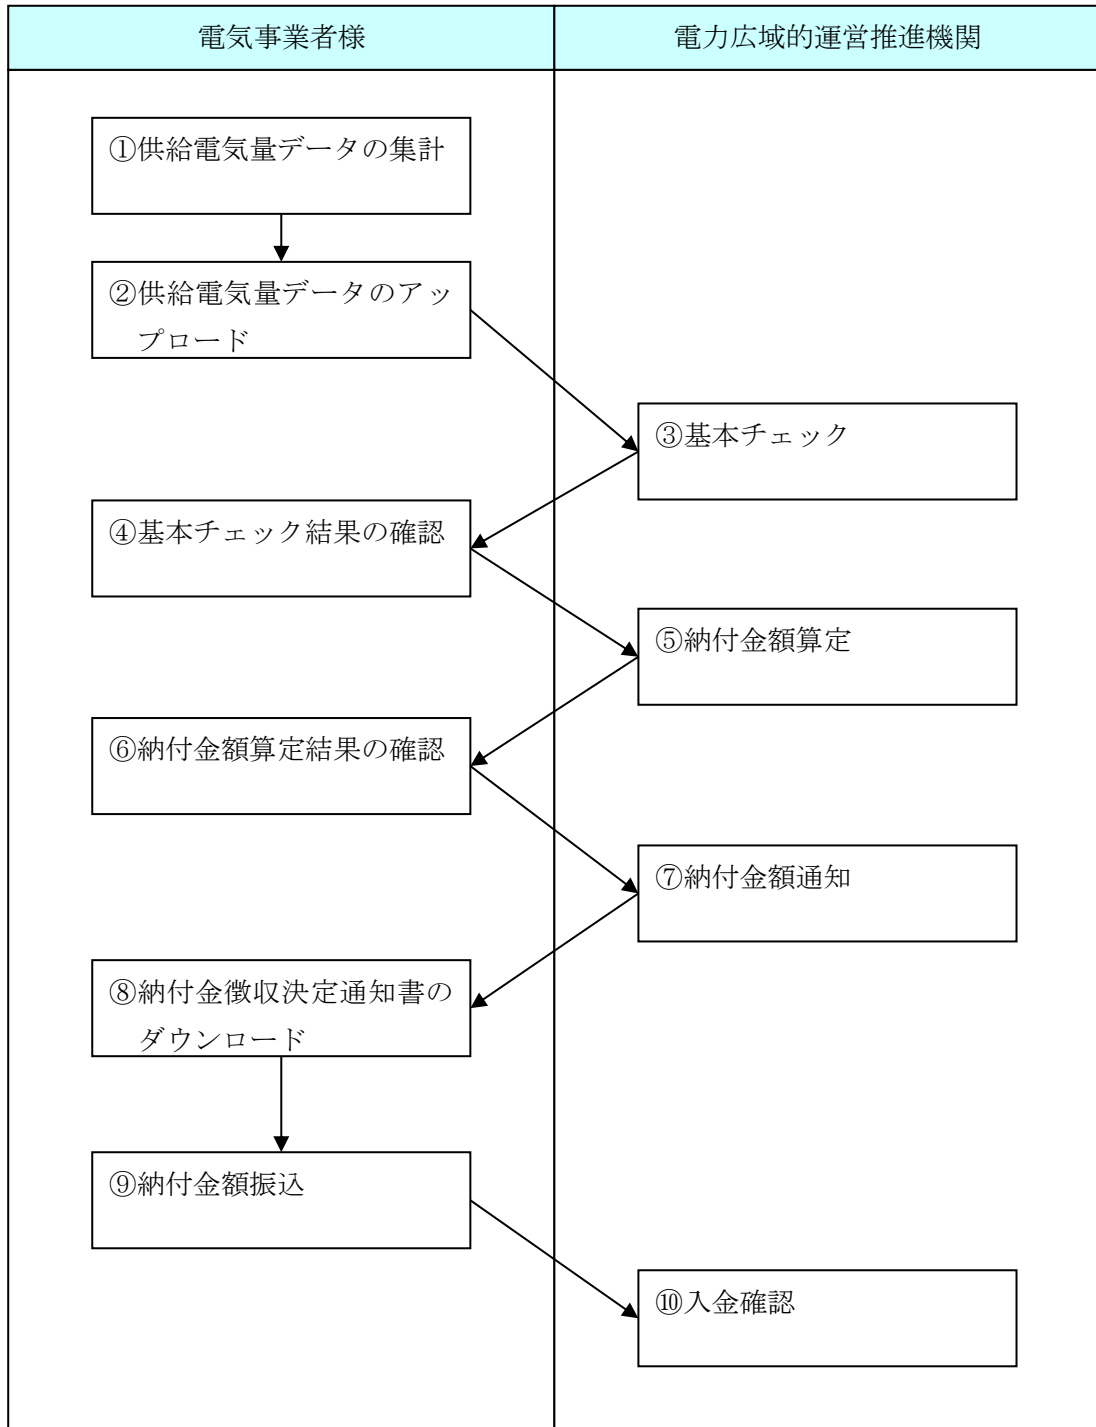 電気事業者様
電力広域的運営推進機関
①供給電気量データの集計
②供給電気量データのアッ
プロード
③基本チェック
④基本チェック結果の確認
⑤納付金額算定
⑥納付金額算定結果の確認
⑦納付金額通知
⑧納付金徴収決定通知書の
ダウンロード
⑨納付金額振込
⑩入金確認